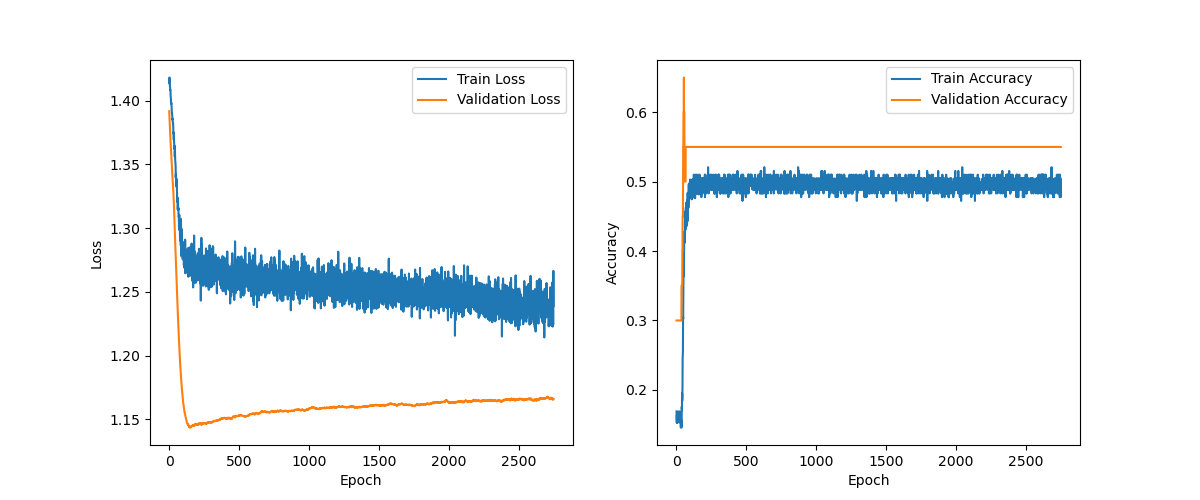 Train Loss
Validation Loss
1.40
1.35
1.30
1.25
1.20
1.15
Loss
0
500
1000
1500
2000
2500
Epoch
Train Accuracy
Validation Accuracy
0.6
0.5
0.4
0.3
0.2
Accuracy
0
500
1000
1500
2000
2500
Epoch